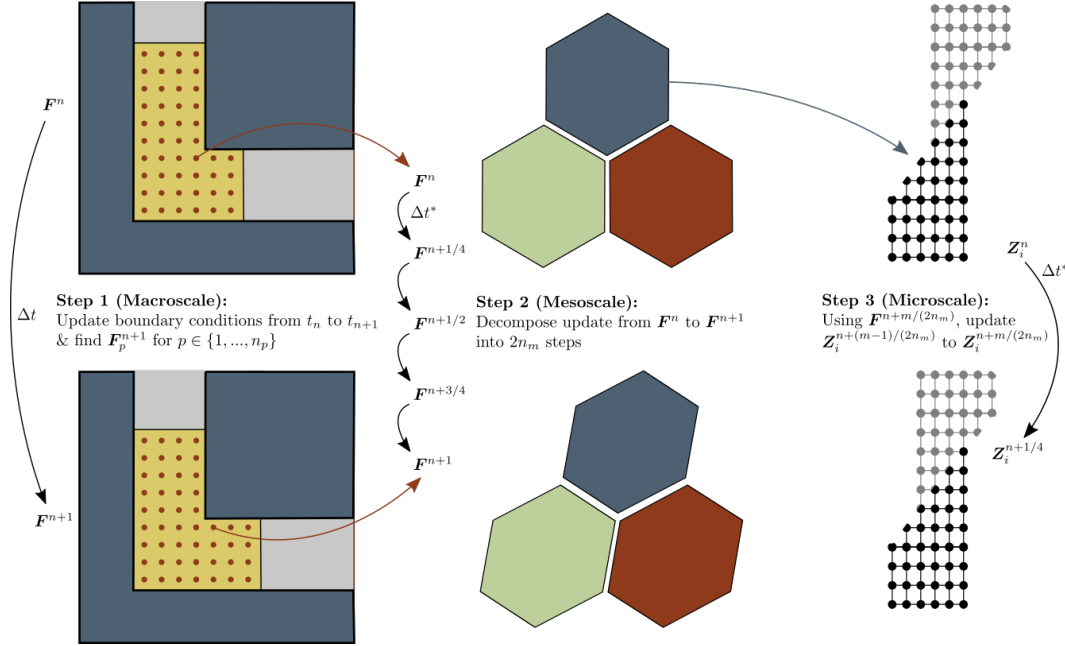 F^n
F^n
Δt*
F^{n+1/4}
Z_i^n
Δt*
Step 1 (Macroscale):
Update boundary conditions from t_n to t_{n+1}
& find F_p^{n+1} for p ∈ {1, ..., n_p}
Δt
F^{n+1/2}
Step 2 (Mesoscale):
Decompose update from F^n to F^{n+1}
into 2n_m steps
Step 3 (Microscale):
Using F^{n+m/(2n_m)}, update
Z_i^{n+(m-1)/(2n_m)} to Z_i^{n+m/(2n_m)}
F^{n+3/4}
F^{n+1}
Z_i^{n+1/4}
F^{n+1}